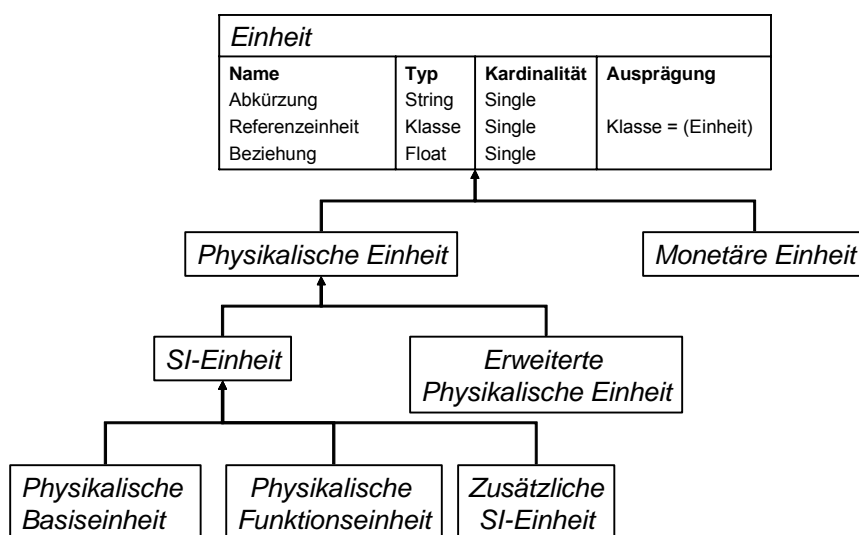 Einheit
Name Typ Kardinalität Ausprägung
Abkürzung String Single
Referenzeinheit Klasse Single Klasse = (Einheit)
Beziehung Float Single
Physikalische Einheit Monetäre Einheit
SI-Einheit
Erweiterte
Physikalische Einheit
Physikalische
Basiseinheit
Physikalische
Funktionseinheit
Zusätzliche
SI-Einheit